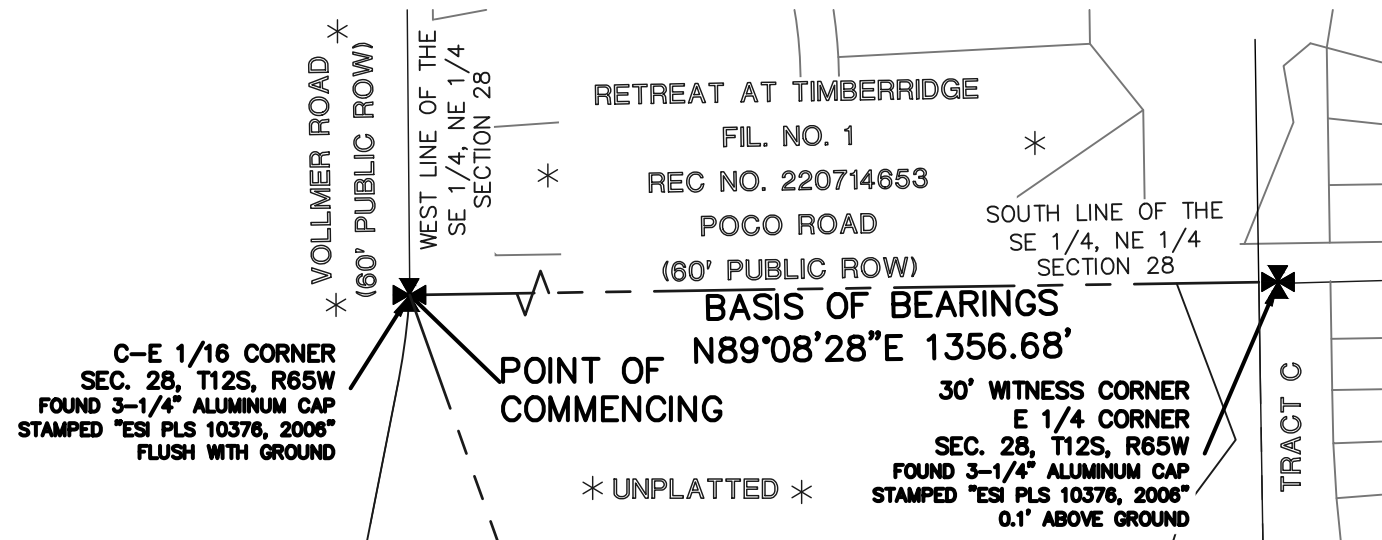 VOLLMER ROAD
(60' PUBLIC ROW)
WEST LINE OF THE
SE 1/4, NE 1/4
SECTION 28
RETREAT AT TIMBERRIDGE
FIL. NO. 1
REC NO. 220714653
POCO ROAD
(60' PUBLIC ROW)
SOUTH LINE OF THE
SE 1/4, NE 1/4
SECTION 28
BASIS OF BEARINGS
N89°08'28"E 1356.68'
C-E 1/16 CORNER
SEC. 28, T12S, R65W
FOUND 3-1/4" ALUMINUM CAP
STAMPED "ESI PLS 10376, 2006"
FLUSH WITH GROUND
POINT OF
COMMENCING
30' WITNESS CORNER
E 1/4 CORNER
SEC. 28, T12S, R65W
FOUND 3-1/4" ALUMINUM CAP
STAMPED "ESI PLS 10376, 2006"
0.1' ABOVE GROUND
TRACT C
UNPLATTED